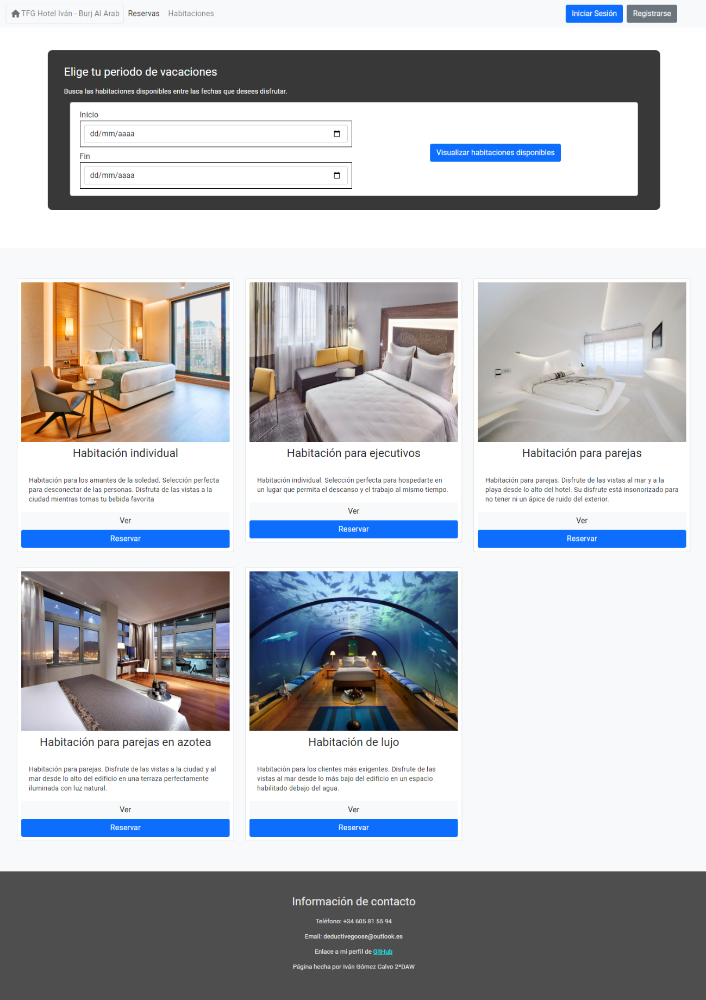 TFG Hotel Iván - Burj Al Arab Reservas Habitaciones Iniciar Sesión Registrarse
Elige tu periodo de vacaciones
Busca las habitaciones disponibles entre las fechas que desees disfrutar.
Inicio
dd/mm/aaaa
Fin
dd/mm/aaaa
Visualizar habitaciones disponibles
Habitación individual
Habitación para los amantes de la soledad. Selección perfecta
para desconectar de las personas. Disfruta de las vistas a la
ciudad mientras tomas tu bebida favorita
Ver
Reservar
Habitación para ejecutivos
Habitación individual. Selección perfecta para hospedarte en
un lugar que permita el descanso y el trabajo al mismo tiempo.
Ver
Reservar
Habitación para parejas
Habitación para parejas. Disfrute de las vistas al mar y a la
playa desde lo alto del hotel. Su disfrute está insonorizado para
no tener ni un ápice de ruido del exterior.
Ver
Reservar
Habitación para parejas en azotea
Habitación para parejas. Disfrute de las vistas a la ciudad y al
mar desde lo alto del edificio en una terraza perfectamente
iluminada con luz natural.
Ver
Reservar
Habitación de lujo
Habitación para los clientes más exigentes. Disfrute de las
vistas al mar desde lo más bajo del edificio en un espacio
habilitado debajo del agua.
Ver
Reservar
Información de contacto
Teléfono: +34 605 81 55 94
Email: deductivegoose@outlook.es
Enlace a mi perfil de GitHub
Página hecha por Iván Gómez Calvo 2ºDAW